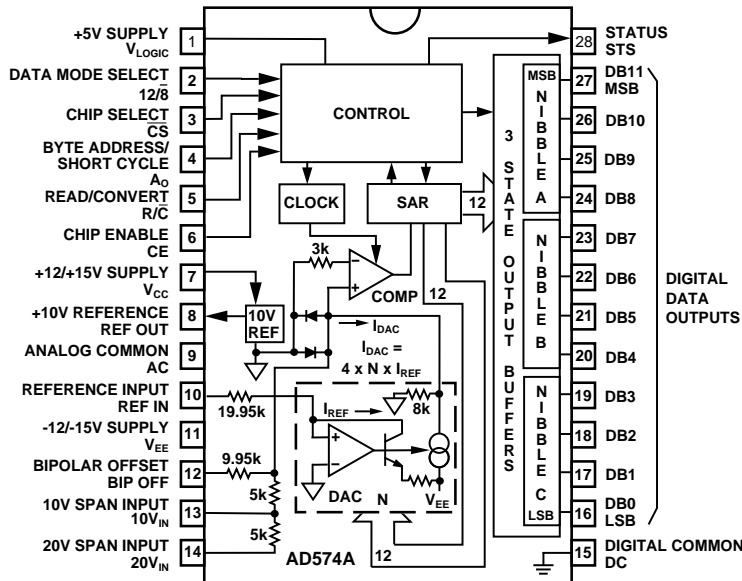 +5V SUPPLY
VLOGIC
1
DATA MODE SELECT
12/8̅
2
CHIP SELECT
C̅S̅
3
BYTE ADDRESS/
SHORT CYCLE
AO
4
READ/CONVERT
R/C̅
5
CHIP ENABLE
CE
6
+12/+15V SUPPLY
VCC
7
+10V REFERENCE
REF OUT
8
ANALOG COMMON
AC
9
REFERENCE INPUT
REF IN
10
-12/-15V SUPPLY
VEE
11
BIPOLAR OFFSET
BIP OFF
12
10V SPAN INPUT
10VIN
13
20V SPAN INPUT
20VIN
14
CONTROL
CLOCK
SAR
12
3k
COMP
12
10V
REF
IDAC
IDAC =
4 x N x IREF
19.95k
IREF
8k
9.95k
5k
5k
DAC
N
VEE
12
AD574A
3 STATE OUTPUT BUFFERS
MSB
NIBBLE A
NIBBLE B
NIBBLE C
LSB
28
STATUS
STS
27
DB11
MSB
26
DB10
25
DB9
24
DB8
23
DB7
22
DB6
21
DB5
20
DB4
19
DB3
18
DB2
17
DB1
16
DB0
LSB
15
DIGITAL COMMON
DC
DIGITAL
DATA
OUTPUTS